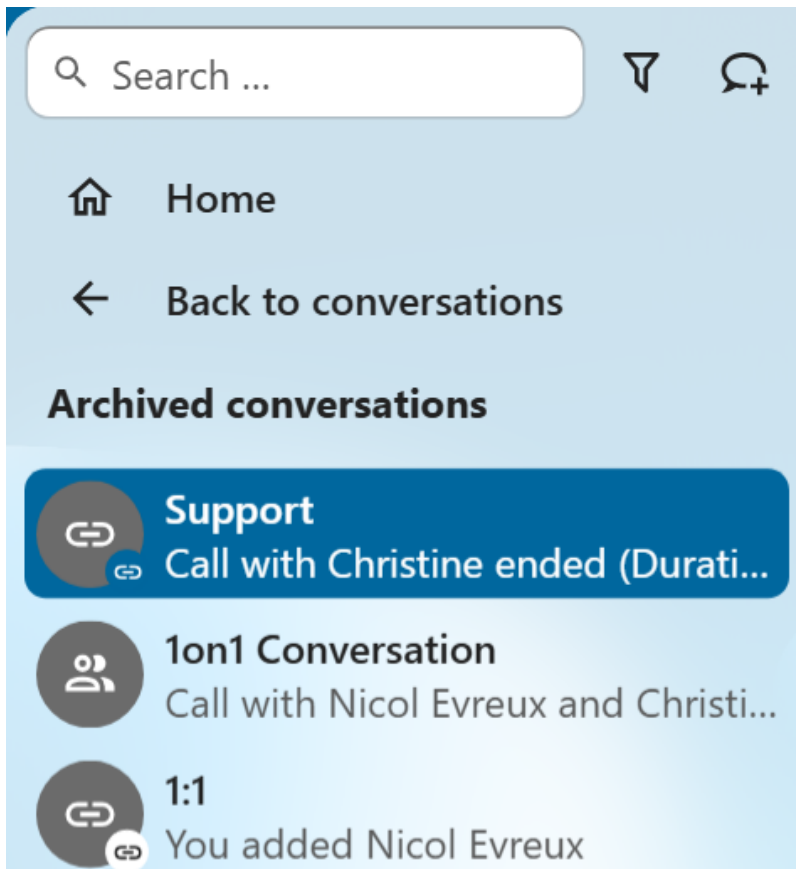 Search ...
Home
Back to conversations
Archived conversations
Support
Call with Christine ended (Durati...
1on1 Conversation
Call with Nicol Evreux and Christi...
1:1
You added Nicol Evreux